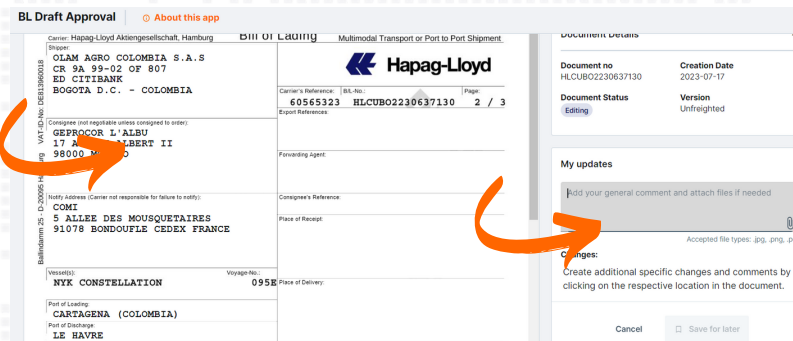 BL Draft Approval
About this app
Carrier: Hapag-Lloyd Aktiengesellschaft, Hamburg
Bill of Lading
Multimodal Transport or Port to Port Shipment
Shipper:
OLAM AGRO COLOMBIA S.A.S
CR 9A 99-02 OF 807
ED CITIBANK
BOGOTA D.C. - COLOMBIA
Hapag-Lloyd
Carrier's Reference:
B/L-No.:
Page:
60565323
HLCUBO2230637130
2 / 3
Export References:
VAT-ID-No: DE813960018
Consignee (not negotiable unless consigned to order):
GEPROCOR L'ALBU
17 A
LBERT II
98000 M
O
Forwarding Agent:
Notify Address (Carrier not responsible for failure to notify):
COMI
5 ALLEE DES MOUSQUETAIRES
91078 BONDOUFLE CEDEX FRANCE
Consignee's Reference
Place of Receipt:
Ballindamm 25 - D-20095 H
urg
Vessel(s):
Voyage-No.:
NYK CONSTELLATION
095E
Place of Delivery:
Port of Loading:
CARTAGENA (COLOMBIA)
Port of Discharge:
LE HAVRE
Document Details
Document no
Creation Date
HLCUBO2230637130
2023-07-17
Document Status
Version
Editing
Unfreighted
My updates
Add your general comment and attach files if needed
Accepted file types: .jpg, .png, .p
Changes:
Create additional specific changes and comments by
clicking on the respective location in the document.
Cancel
Save for later